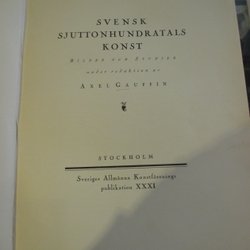 SVENSK
SJUTTONHUNDRATALS
KONST
BILDER OCH STUDIER
under redaktion av
AXEL GAUFFIN
STOCKHOLM
Sveriges Allmänna Konstförenings
publikation XXXI